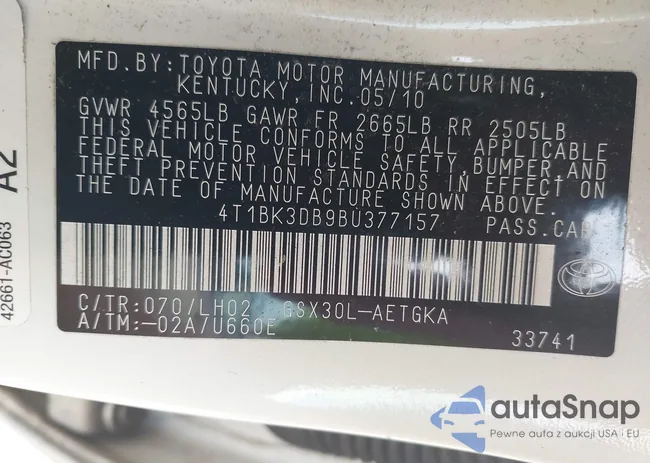 MFD. BY: TOYOTA MOTOR MANUFACTURING,
KENTUCKY, INC. 05/10
GVWR 4565LB GAWR FR 2665LB RR 2505LB
THIS VEHICLE CONFORMS TO ALL APPLICABLE
FEDERAL MOTOR VEHICLE SAFETY, BUMPER, AND
THEFT PREVENTION STANDARDS IN EFFECT ON
THE DATE OF MANUFACTURE SHOWN ABOVE.
4T1BK3DB9BU377157 PASS. CAR
C/TR: 070/LH02 GSX30L-AETGKA
A/TM:-02A/U660E
33741
42661-AC063 A2
autaSnap
Pewne auta z aukcji USA i EU